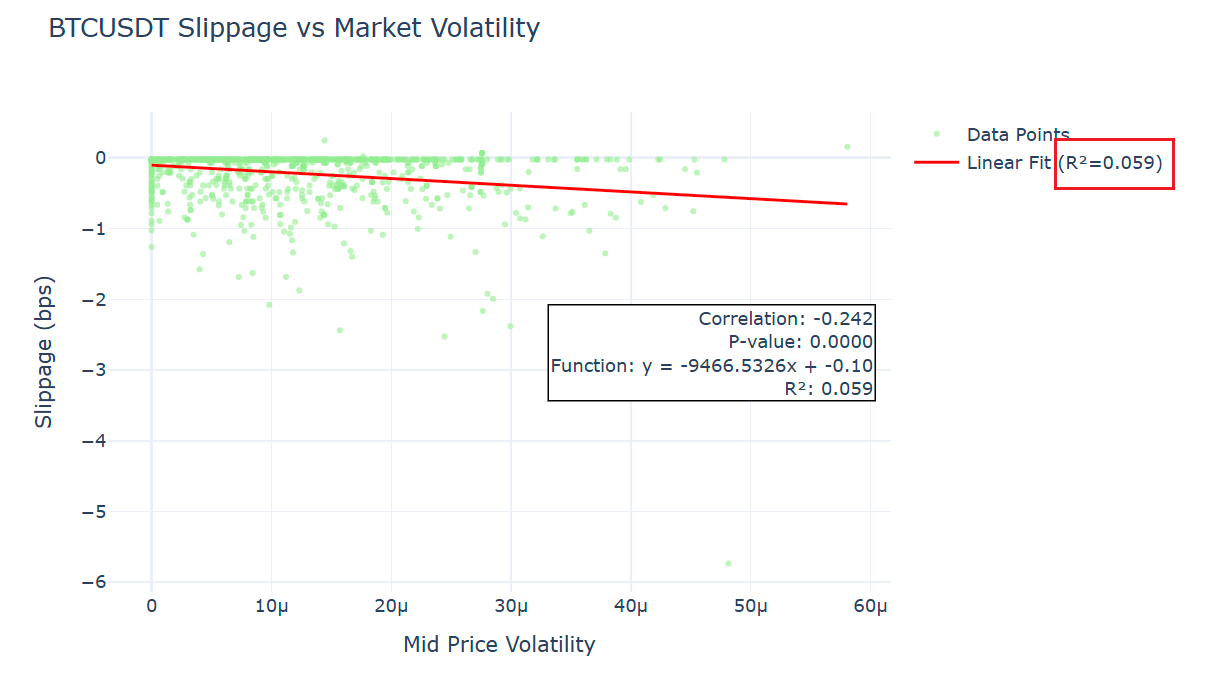 BTCUSDT Slippage vs Market Volatility
Data Points
Linear Fit (R²=0.059)
0
−1
−2
−3
−4
−5
−6
Slippage (bps)
Correlation: -0.242
P-value: 0.0000
Function: y = -9466.5326x + -0.10
R²: 0.059
0
10μ
20μ
30μ
40μ
50μ
60μ
Mid Price Volatility